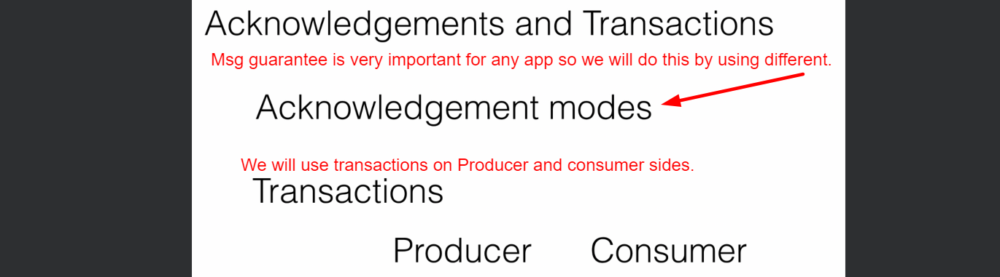 Acknowledgements and Transactions
Msg guarantee is very important for any app so we will do this by using different.
Acknowledgement modes
We will use transactions on Producer and consumer sides.
Transactions
Producer Consumer